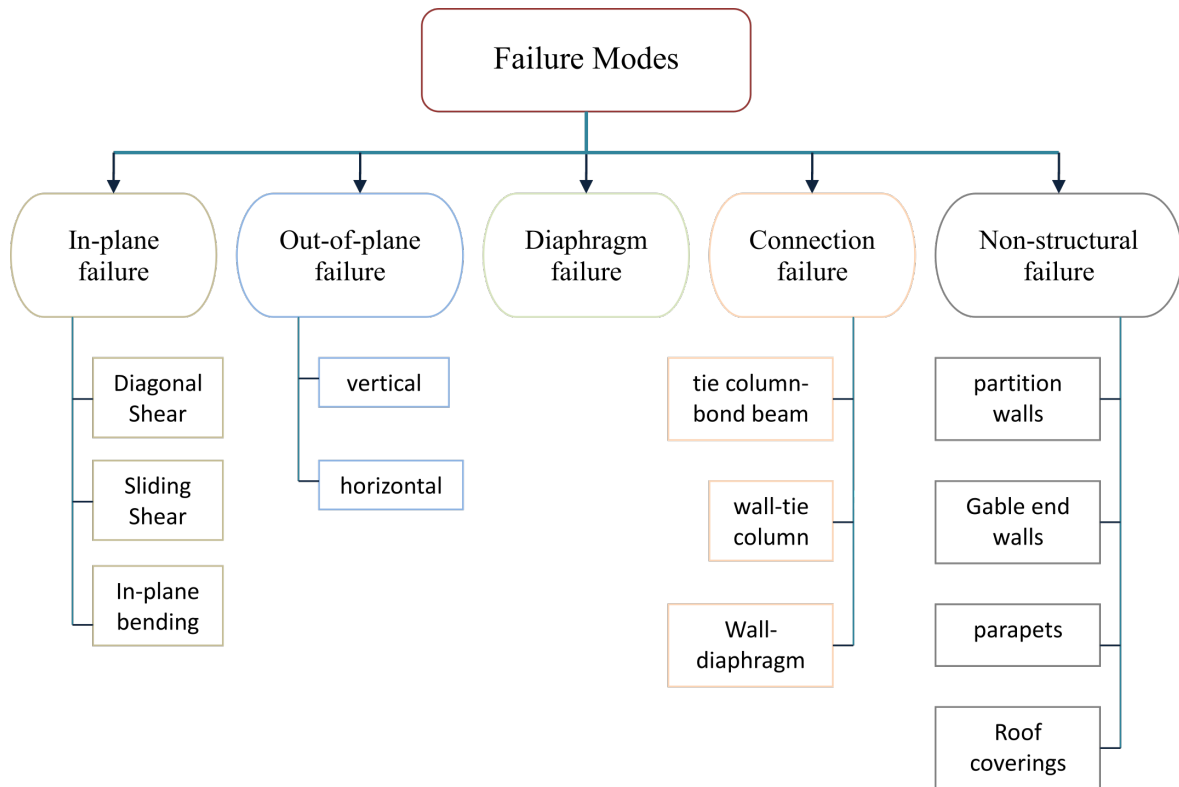 Failure Modes
In-plane
failure
Out-of-plane
failure
Diaphragm
failure
Connection
failure
Non-structural
failure
Diagonal
Shear
Sliding
Shear
In-plane
bending
vertical
horizontal
tie column-
bond beam
wall-tie
column
Wall-
diaphragm
partition
walls
Gable end
walls
parapets
Roof
coverings